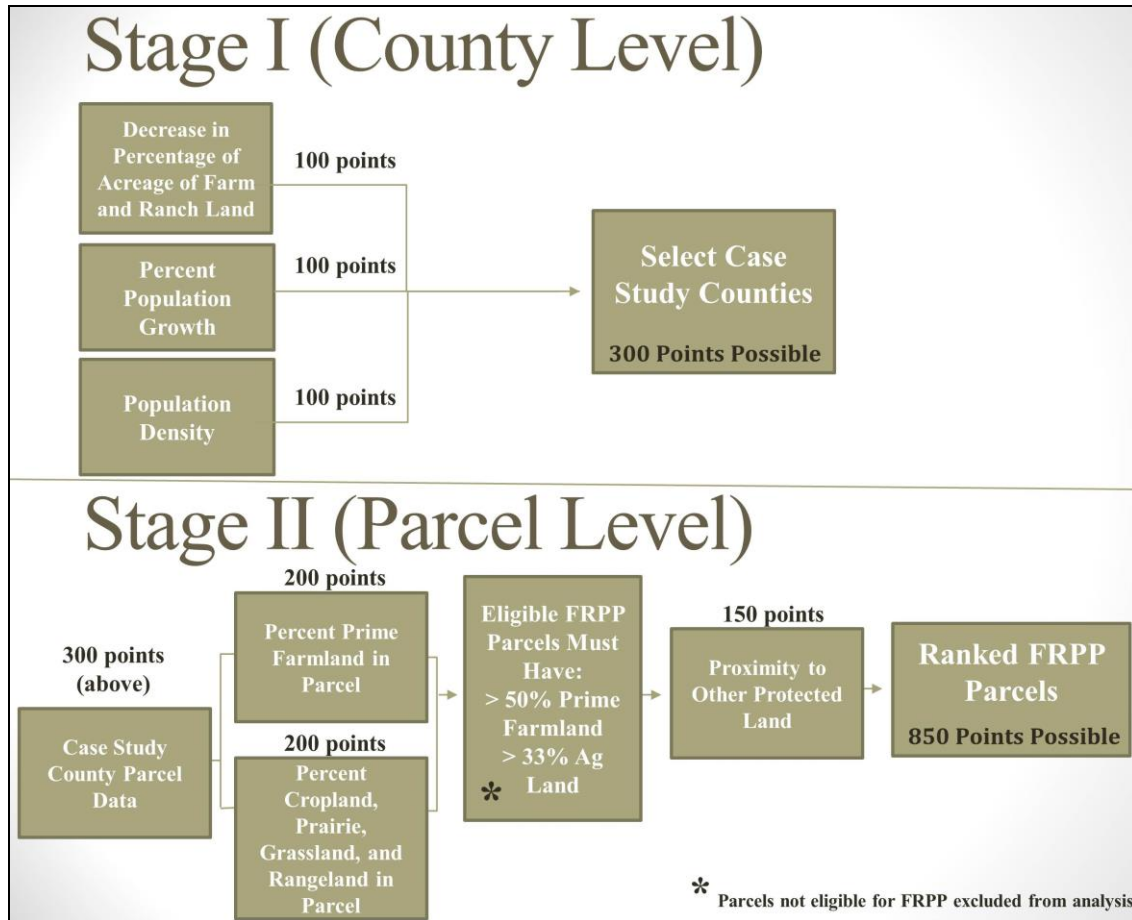 Stage I (County Level)
Decrease in
Percentage of
Acreage of Farm
and Ranch Land
100 points
Percent
Population
Growth
100 points
Population
Density
100 points
Select Case
Study Counties
300 Points Possible
Stage II (Parcel Level)
300 points
(above)
Case Study
County Parcel
Data
200 points
Percent Prime
Farmland in
Parcel
200 points
Percent
Cropland,
Prairie,
Grassland, and
Rangeland in
Parcel
Eligible FRPP
Parcels Must
Have:
> 50% Prime
Farmland
> 33% Ag
Land
*
150 points
Proximity to
Other Protected
Land
Ranked FRPP
Parcels
850 Points Possible
* Parcels not eligible for FRPP excluded from analysis